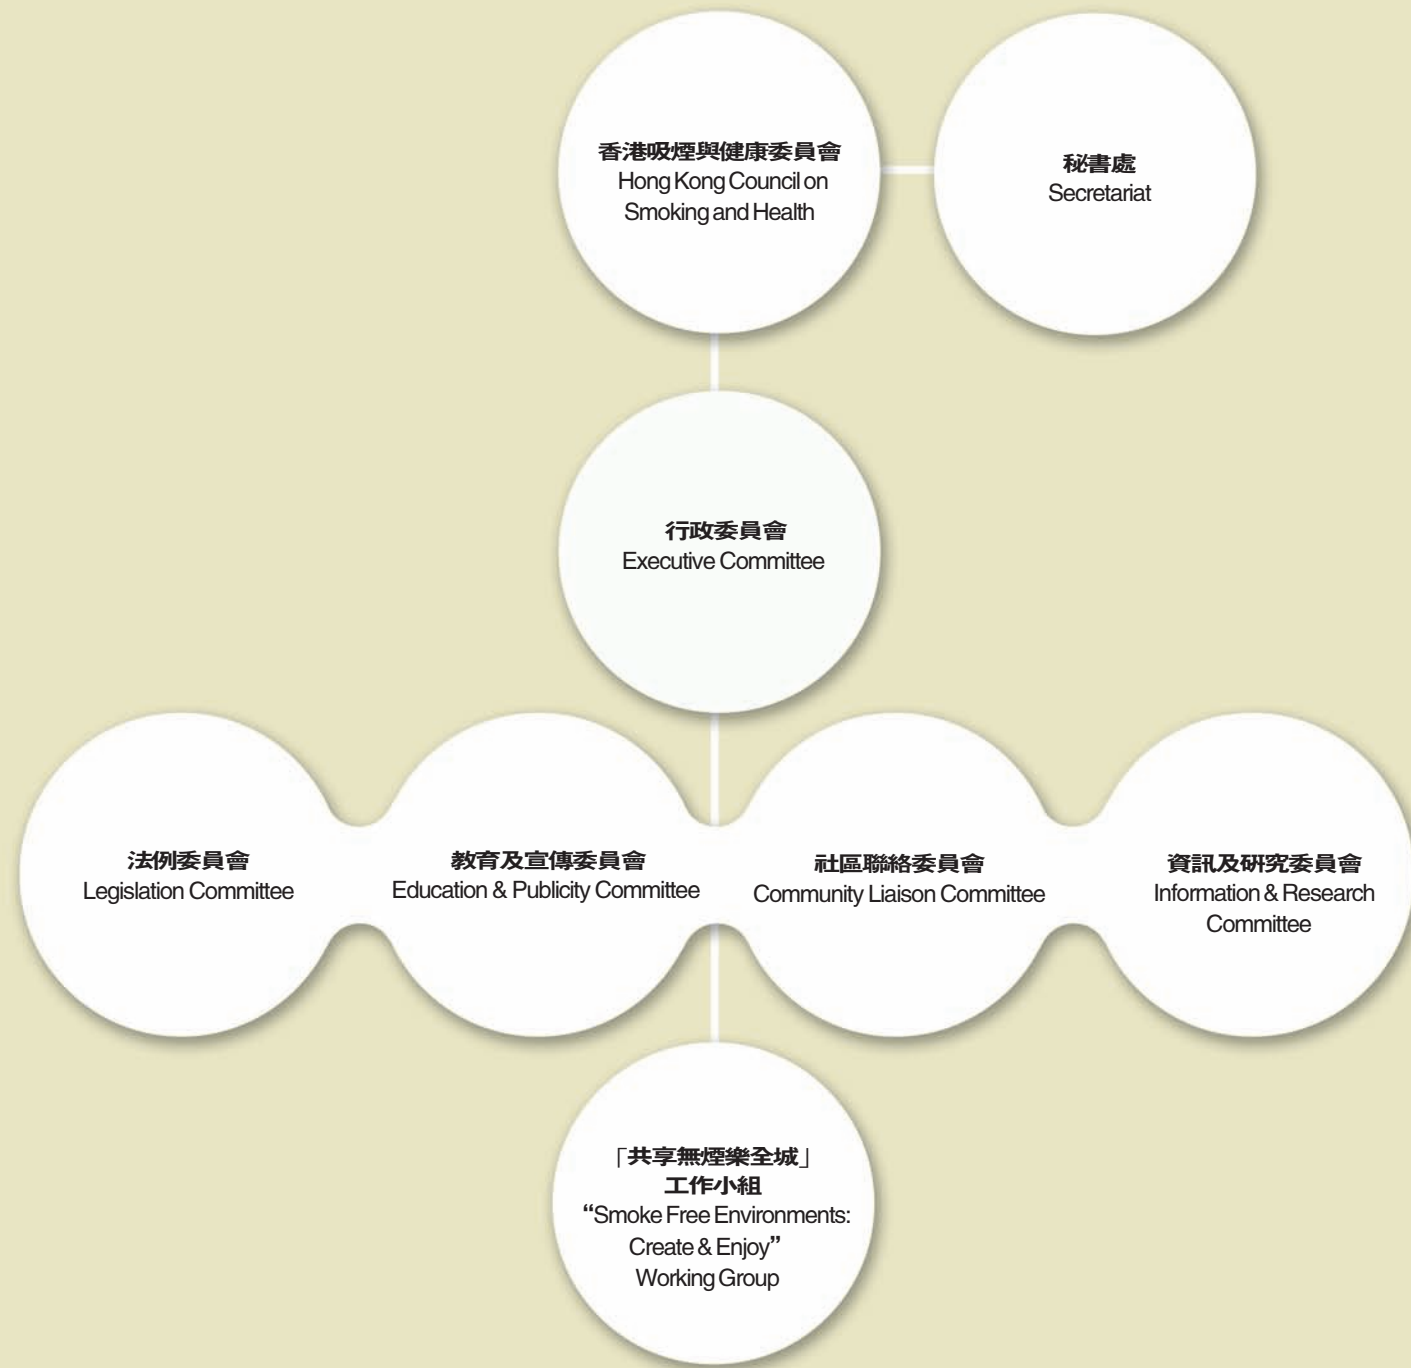 香港吸煙與健康委員會
Hong Kong Council on
Smoking and Health
秘書處
Secretariat
行政委員會
Executive Committee
法例委員會
Legislation Committee
教育及宣傳委員會
Education & Publicity Committee
社區聯絡委員會
Community Liaison Committee
資訊及研究委員會
Information & Research
Committee
「共享無煙樂全城」
工作小組
“Smoke Free Environments:
Create & Enjoy”
Working Group